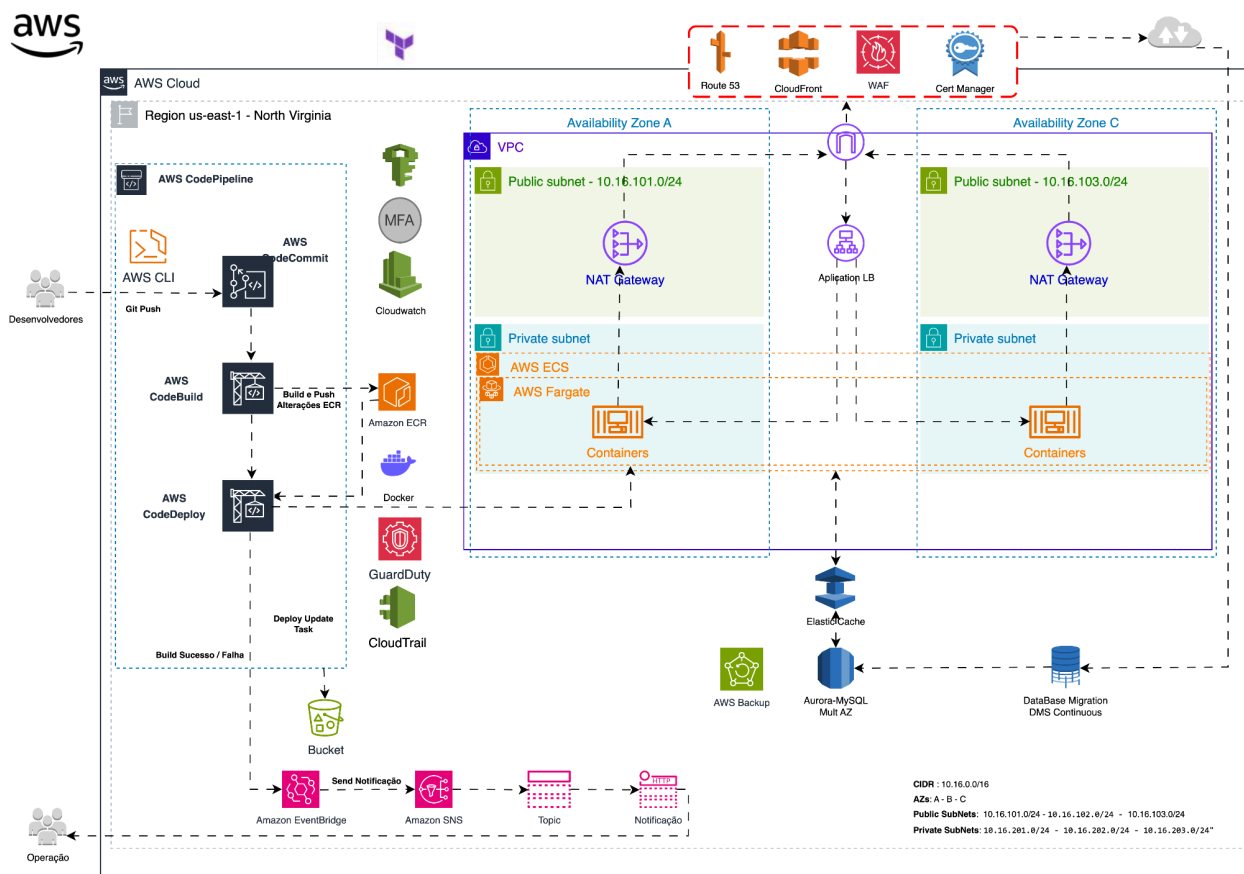 aws
Route 53
CloudFront
WAF
Cert Manager
aws
AWS Cloud
Region us-east-1 - North Virginia
Availability Zone A
Availability Zone C
VPC
AWS CodePipeline
Public subnet - 10.16.101.0/24
Public subnet - 10.16.103.0/24
MFA
AWS
CodeCommit
AWS CLI
NAT Gateway
Aplication LB
NAT Gateway
Cloudwatch
Git Push
Desenvolvedores
Private subnet
Private subnet
AWS ECS
AWS Fargate
AWS
CodeBuild
Build e Push
Alterações ECR
Amazon ECR
Containers
Containers
Docker
AWS
CodeDeploy
GuardDuty
CloudTrail
Deploy Update
Task
Build Sucesso / Falha
ElasticCache
AWS Backup
Aurora-MySQL
Mult AZ
DataBase Migration
DMS Continuous
Bucket
Send Notificação
HTTP
Amazon EventBridge
Amazon SNS
Topic
Notificação
Operação
CIDR : 10.16.0.0/16
AZs: A - B - C
Public SubNets: 10.16.101.0/24 - 10.16.102.0/24 - 10.16.103.0/24
Private SubNets: 10.16.201.0/24 - 10.16.202.0/24 - 10.16.203.0/24"